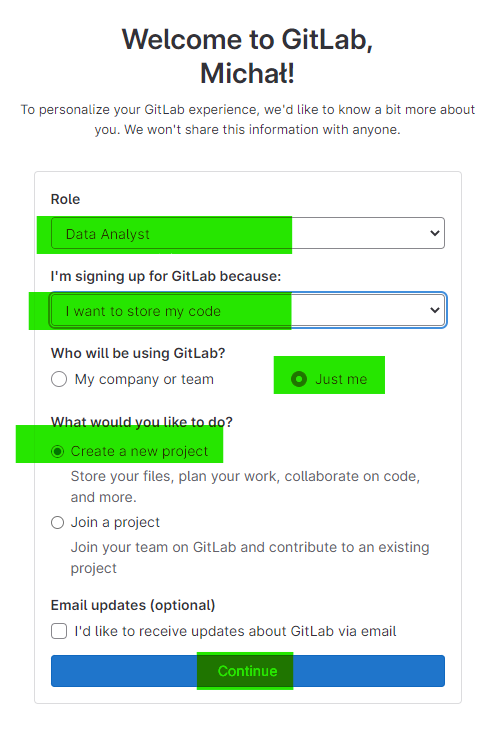 Welcome to GitLab,
Michał!
To personalize your GitLab experience, we'd like to know a bit more about
you. We won't share this information with anyone.
Role
Data Analyst
I'm signing up for GitLab because:
I want to store my code
Who will be using GitLab?
My company or team Just me
What would you like to do?
Create a new project
Store your files, plan your work, collaborate on code,
and more.
Join a project
Join your team on GitLab and contribute to an existing
project
Email updates (optional)
I'd like to receive updates about GitLab via email
Continue